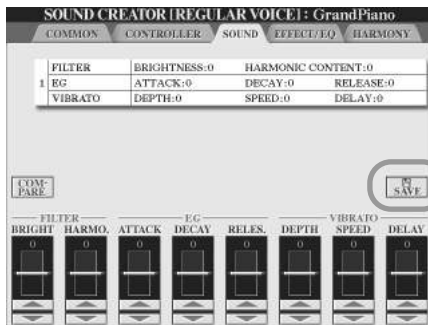 SOUND CREATOR [REGULAR VOICE] : GrandPiano
COMMON CONTROLLER SOUND EFFECT/EQ HARMONY
FILTER BRIGHTNESS:0 HARMONIC CONTENT:0
1 EG ATTACK:0 DECAY:0 RELEASE:0
VIBRATO DEPTH:0 SPEED:0 DELAY:0
COM-
PARE
SAVE
FILTER EG VIBRATO
BRIGHT HARMO. ATTACK DECAY RELES. DEPTH SPEED DELAY
0 0 0 0 0 0 0 0